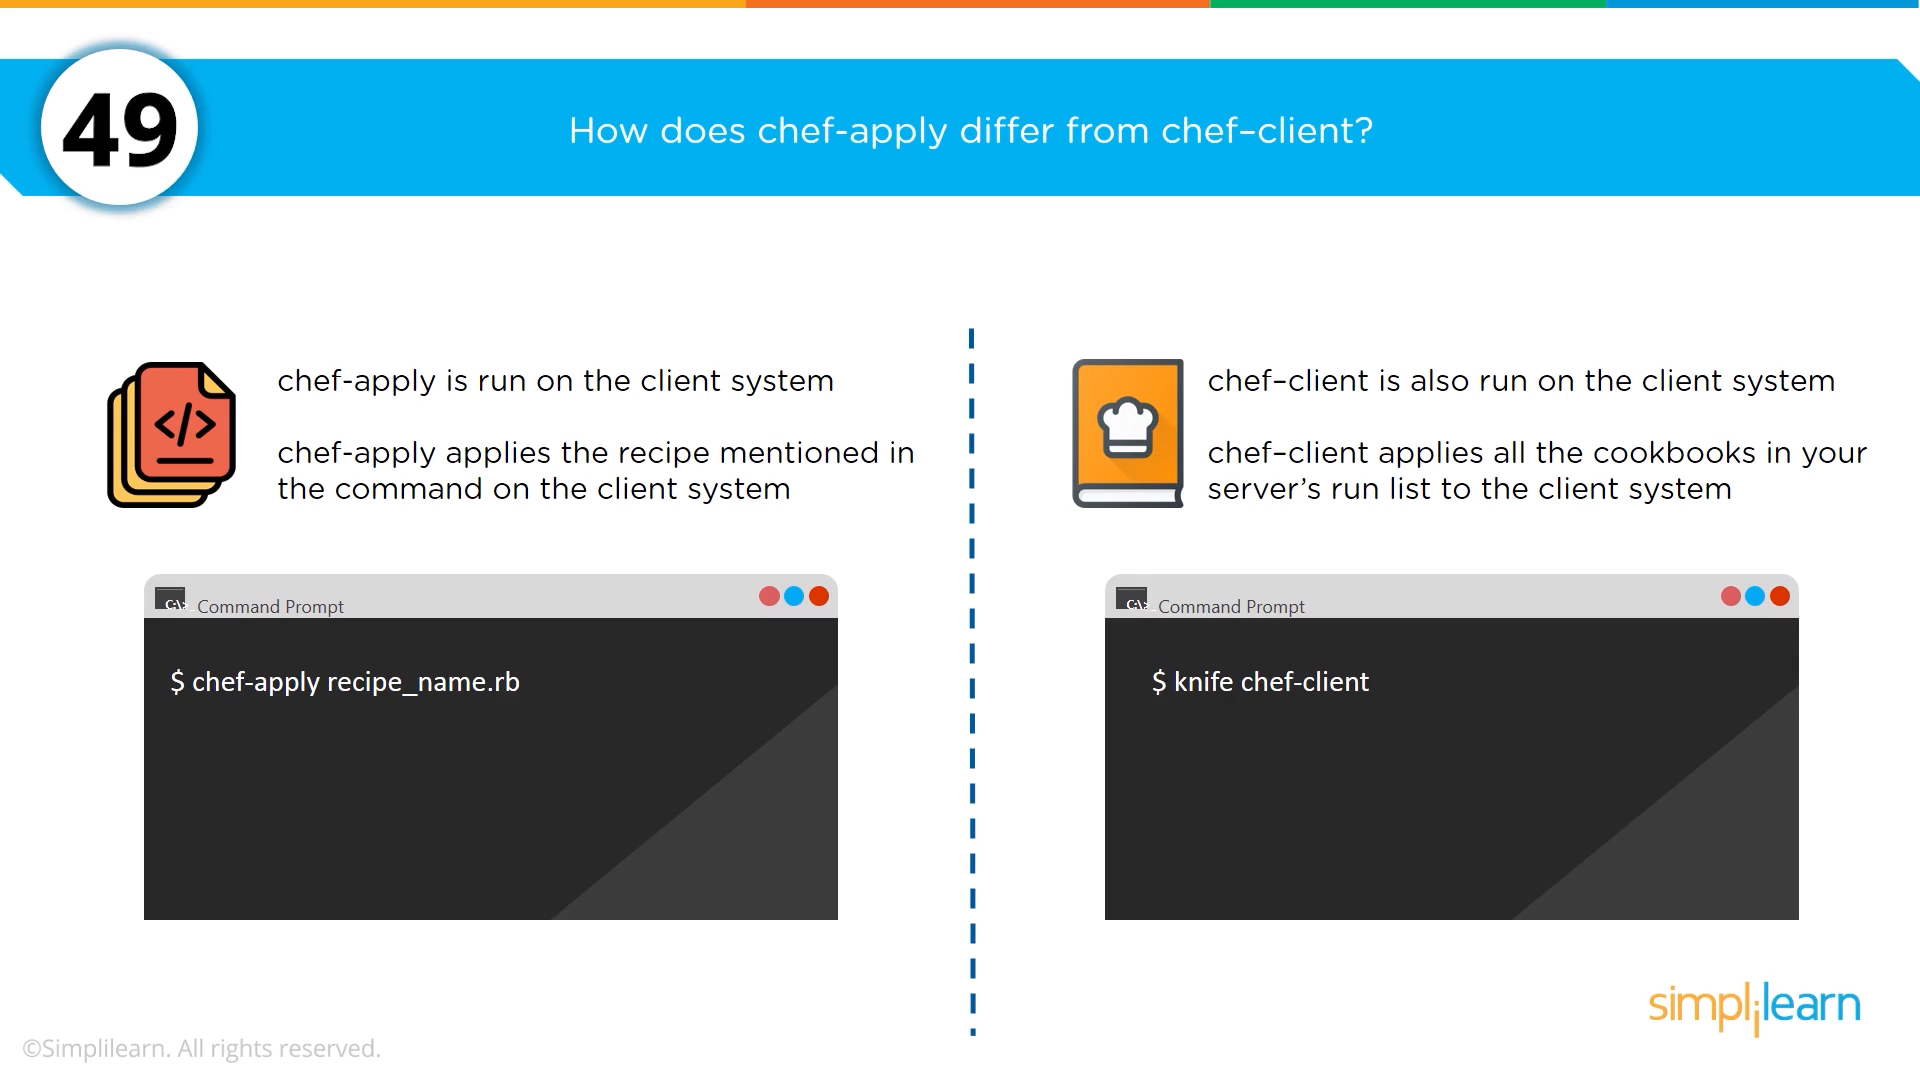 49
How does chef-apply differ from chef–client?
chef-apply is run on the client system
chef-apply applies the recipe mentioned in
the command on the client system
C:\>_ Command Prompt
$ chef-apply recipe_name.rb
chef–client is also run on the client system
chef–client applies all the cookbooks in your
server’s run list to the client system
C:\>_ Command Prompt
$ knife chef-client
simplilearn
©Simplilearn. All rights reserved.